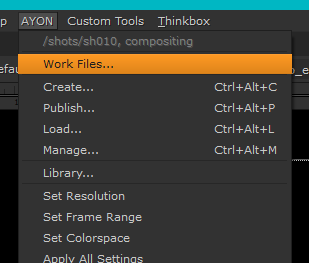 p AYON Custom Tools Thinkbox
/shots/sh010, compositing
Work Files...
Create... Ctrl+Alt+C
Publish... Ctrl+Alt+P
Load... Ctrl+Alt+L
Manage... Ctrl+Alt+M
Library...
Set Resolution
Set Frame Range
Set Colorspace
Apply All Settings